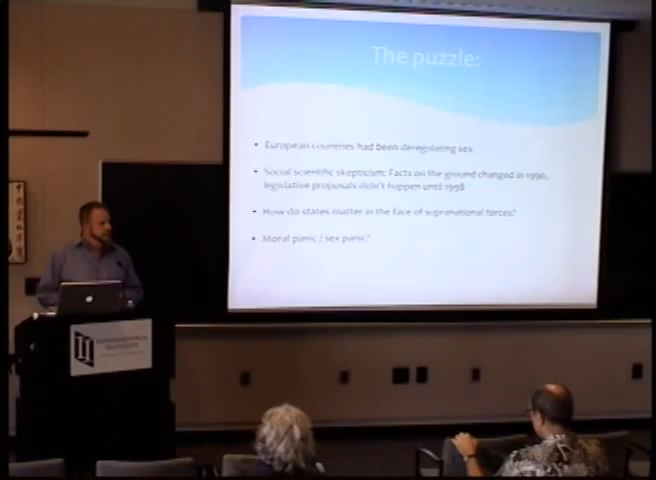 The puzzle:
• European countries had been deregulating sex
• Social scientific skepticism: Facts on the ground changed in 1990,
legislative proposals didn't happen until 1998
• How do states matter in the face of supranational forces?
• Moral panic / sex panic?
INTERNATIONAL
INSTITUTE